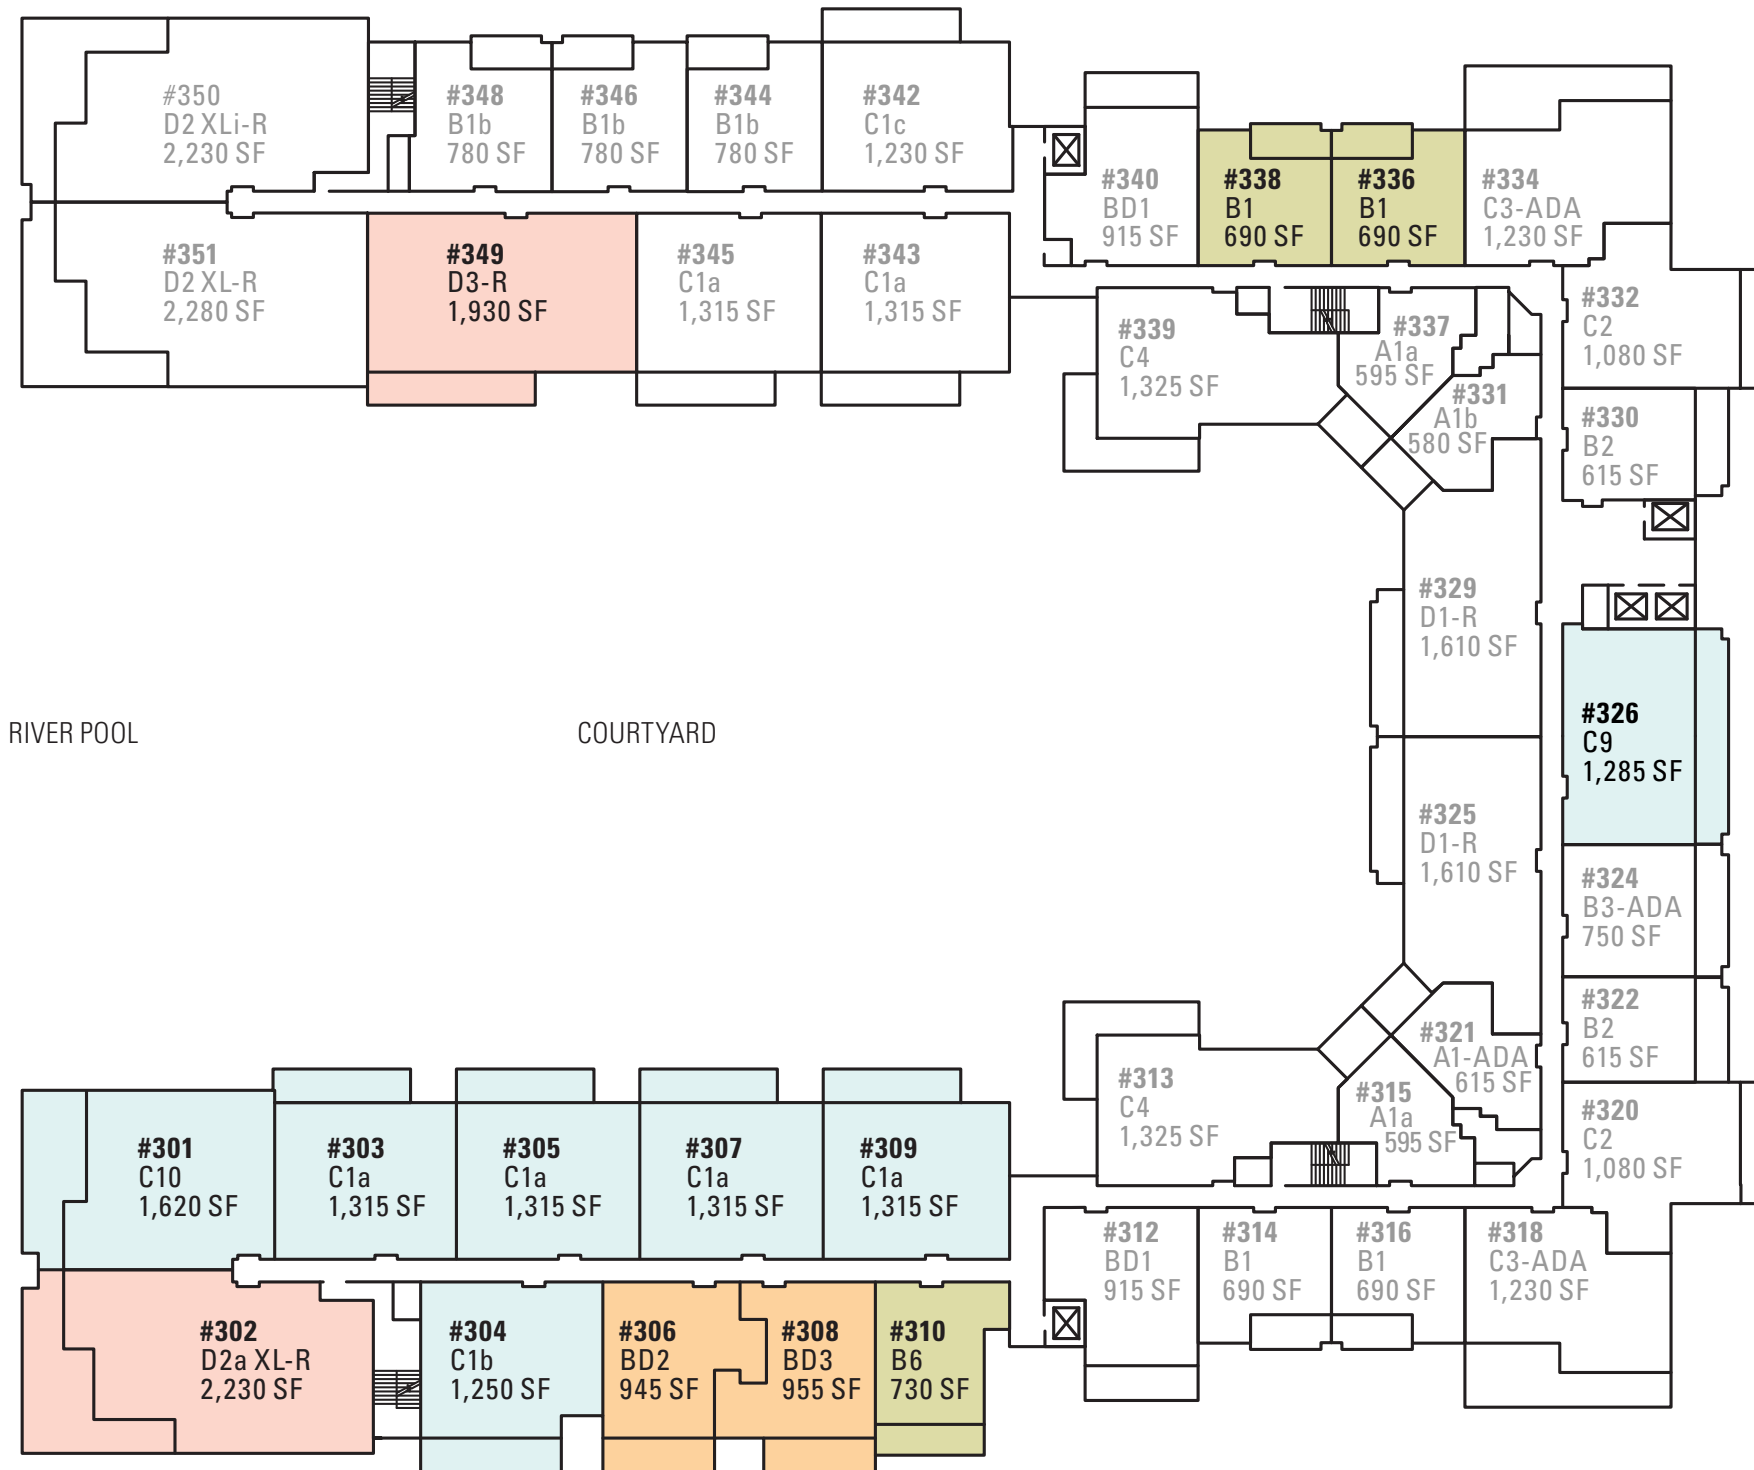 #350
D2 XLi-R
2,230 SF
#348
B1b
780 SF
#346
B1b
780 SF
#344
B1b
780 SF
#342
C1c
1,230 SF
#340
BD1
915 SF
#338
B1
690 SF
#336
B1
690 SF
#334
C3-ADA
1,230 SF
#351
D2 XL-R
2,280 SF
#349
D3-R
1,930 SF
#345
C1a
1,315 SF
#343
C1a
1,315 SF
#339
C4
1,325 SF
#337
A1a
595 SF
#331
A1b
580 SF
#332
C2
1,080 SF
#330
B2
615 SF
#329
D1-R
1,610 SF
RIVER POOL
COURTYARD
#326
C9
1,285 SF
#325
D1-R
1,610 SF
#324
B3-ADA
750 SF
#322
B2
615 SF
#321
A1-ADA
615 SF
#313
C4
1,325 SF
#315
A1a
595 SF
#320
C2
1,080 SF
#301
C10
1,620 SF
#303
C1a
1,315 SF
#305
C1a
1,315 SF
#307
C1a
1,315 SF
#309
C1a
1,315 SF
#312
BD1
915 SF
#314
B1
690 SF
#316
B1
690 SF
#318
C3-ADA
1,230 SF
#302
D2a XL-R
2,230 SF
#304
C1b
1,250 SF
#306
BD2
945 SF
#308
BD3
955 SF
#310
B6
730 SF